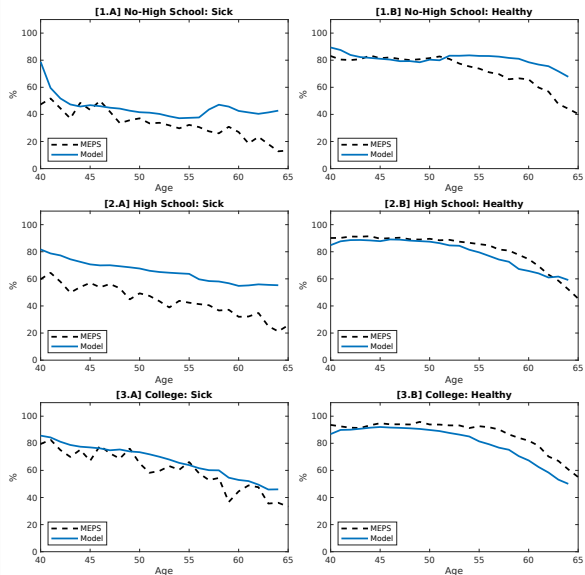 [1.A] No-High School: Sick
%
100
80
60
40
20
0
MEPS
Model
40 45 50 55 60 65
Age
[1.B] No-High School: Healthy
%
100
80
60
40
20
0
MEPS
Model
40 45 50 55 60 65
Age
[2.A] High School: Sick
%
100
80
60
40
20
0
MEPS
Model
40 45 50 55 60 65
Age
[2.B] High School: Healthy
%
100
80
60
40
20
0
MEPS
Model
40 45 50 55 60 65
Age
[3.A] College: Sick
%
100
80
60
40
20
0
MEPS
Model
40 45 50 55 60 65
Age
[3.B] College: Healthy
%
100
80
60
40
20
0
MEPS
Model
40 45 50 55 60 65
Age